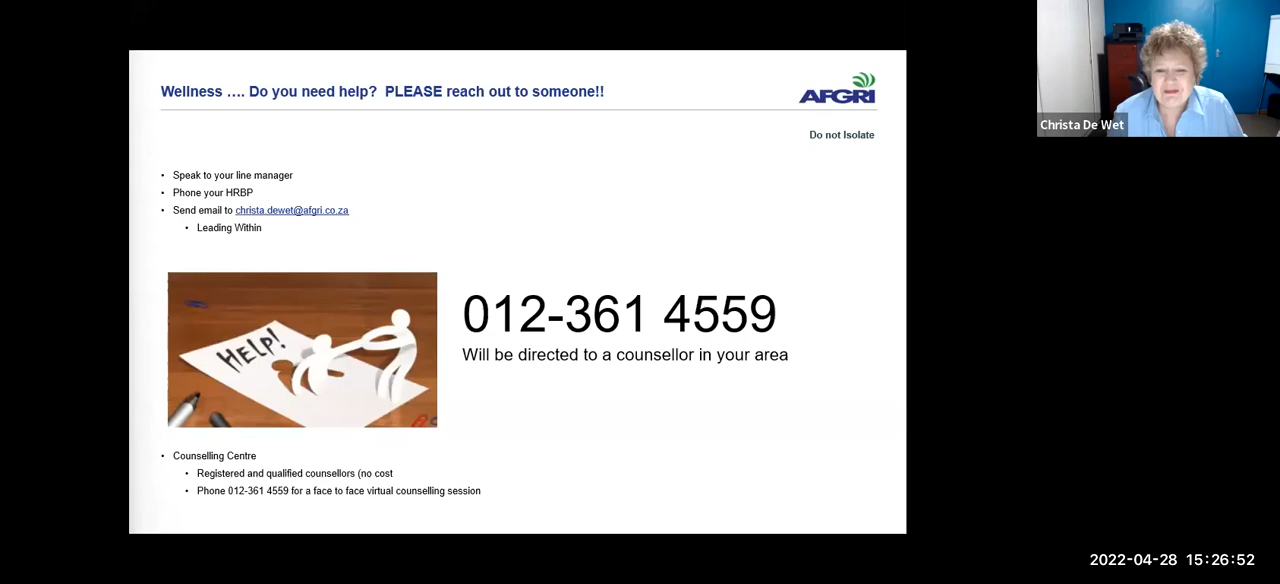 Wellness …. Do you need help?  PLEASE reach out to someone!!
AFGRI
Do not Isolate
• Speak to your line manager
• Phone your HRBP
• Send email to christa.dewet@afgri.co.za
• Leading Within
HELP!
012-361 4559
Will be directed to a counsellor in your area
• Counselling Centre
• Registered and qualified counsellors (no cost
• Phone 012-361 4559 for a face to face virtual counselling session
Christa De Wet
2022-04-28 15:26:52